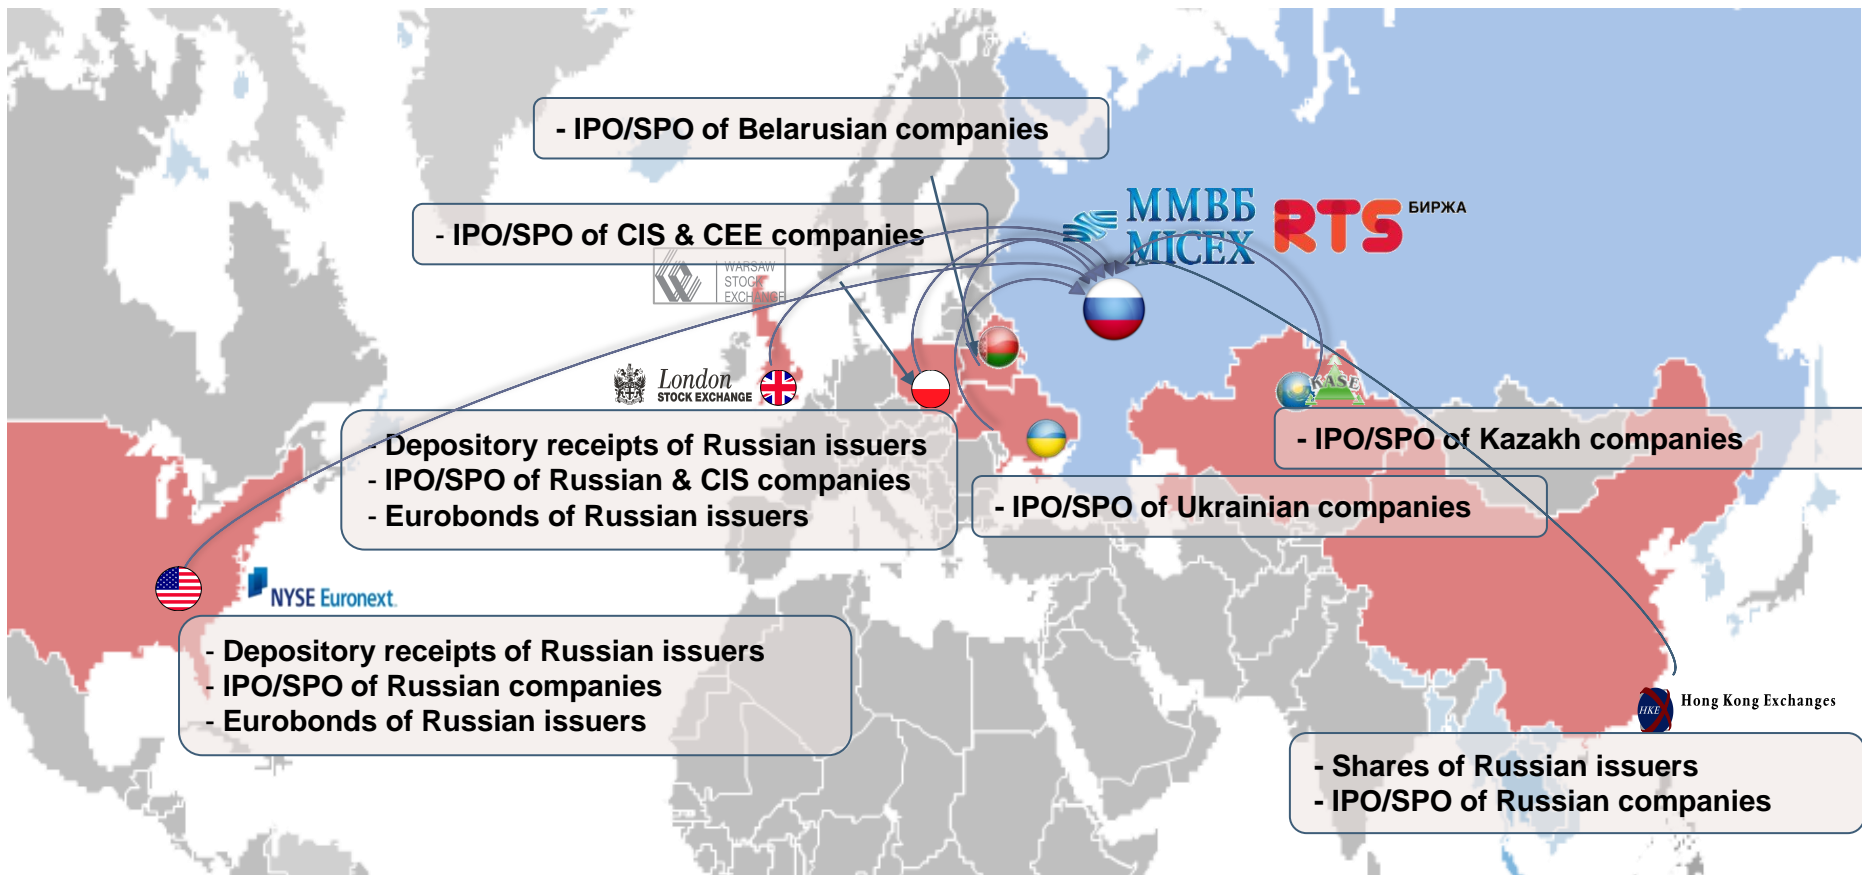 - IPO/SPO of Belarusian companies
- IPO/SPO of CIS & CEE companies
WARSAW
STOCK
EXCHANGE
ММВБ
MICEX
RTS
БИРЖА
London
STOCK EXCHANGE
- Depository receipts of Russian issuers
- IPO/SPO of Russian & CIS companies
- Eurobonds of Russian issuers
KASE
- IPO/SPO of Kazakh companies
- IPO/SPO of Ukrainian companies
NYSE Euronext.
- Depository receipts of Russian issuers
- IPO/SPO of Russian companies
- Eurobonds of Russian issuers
HKE
Hong Kong Exchanges
- Shares of Russian issuers
- IPO/SPO of Russian companies